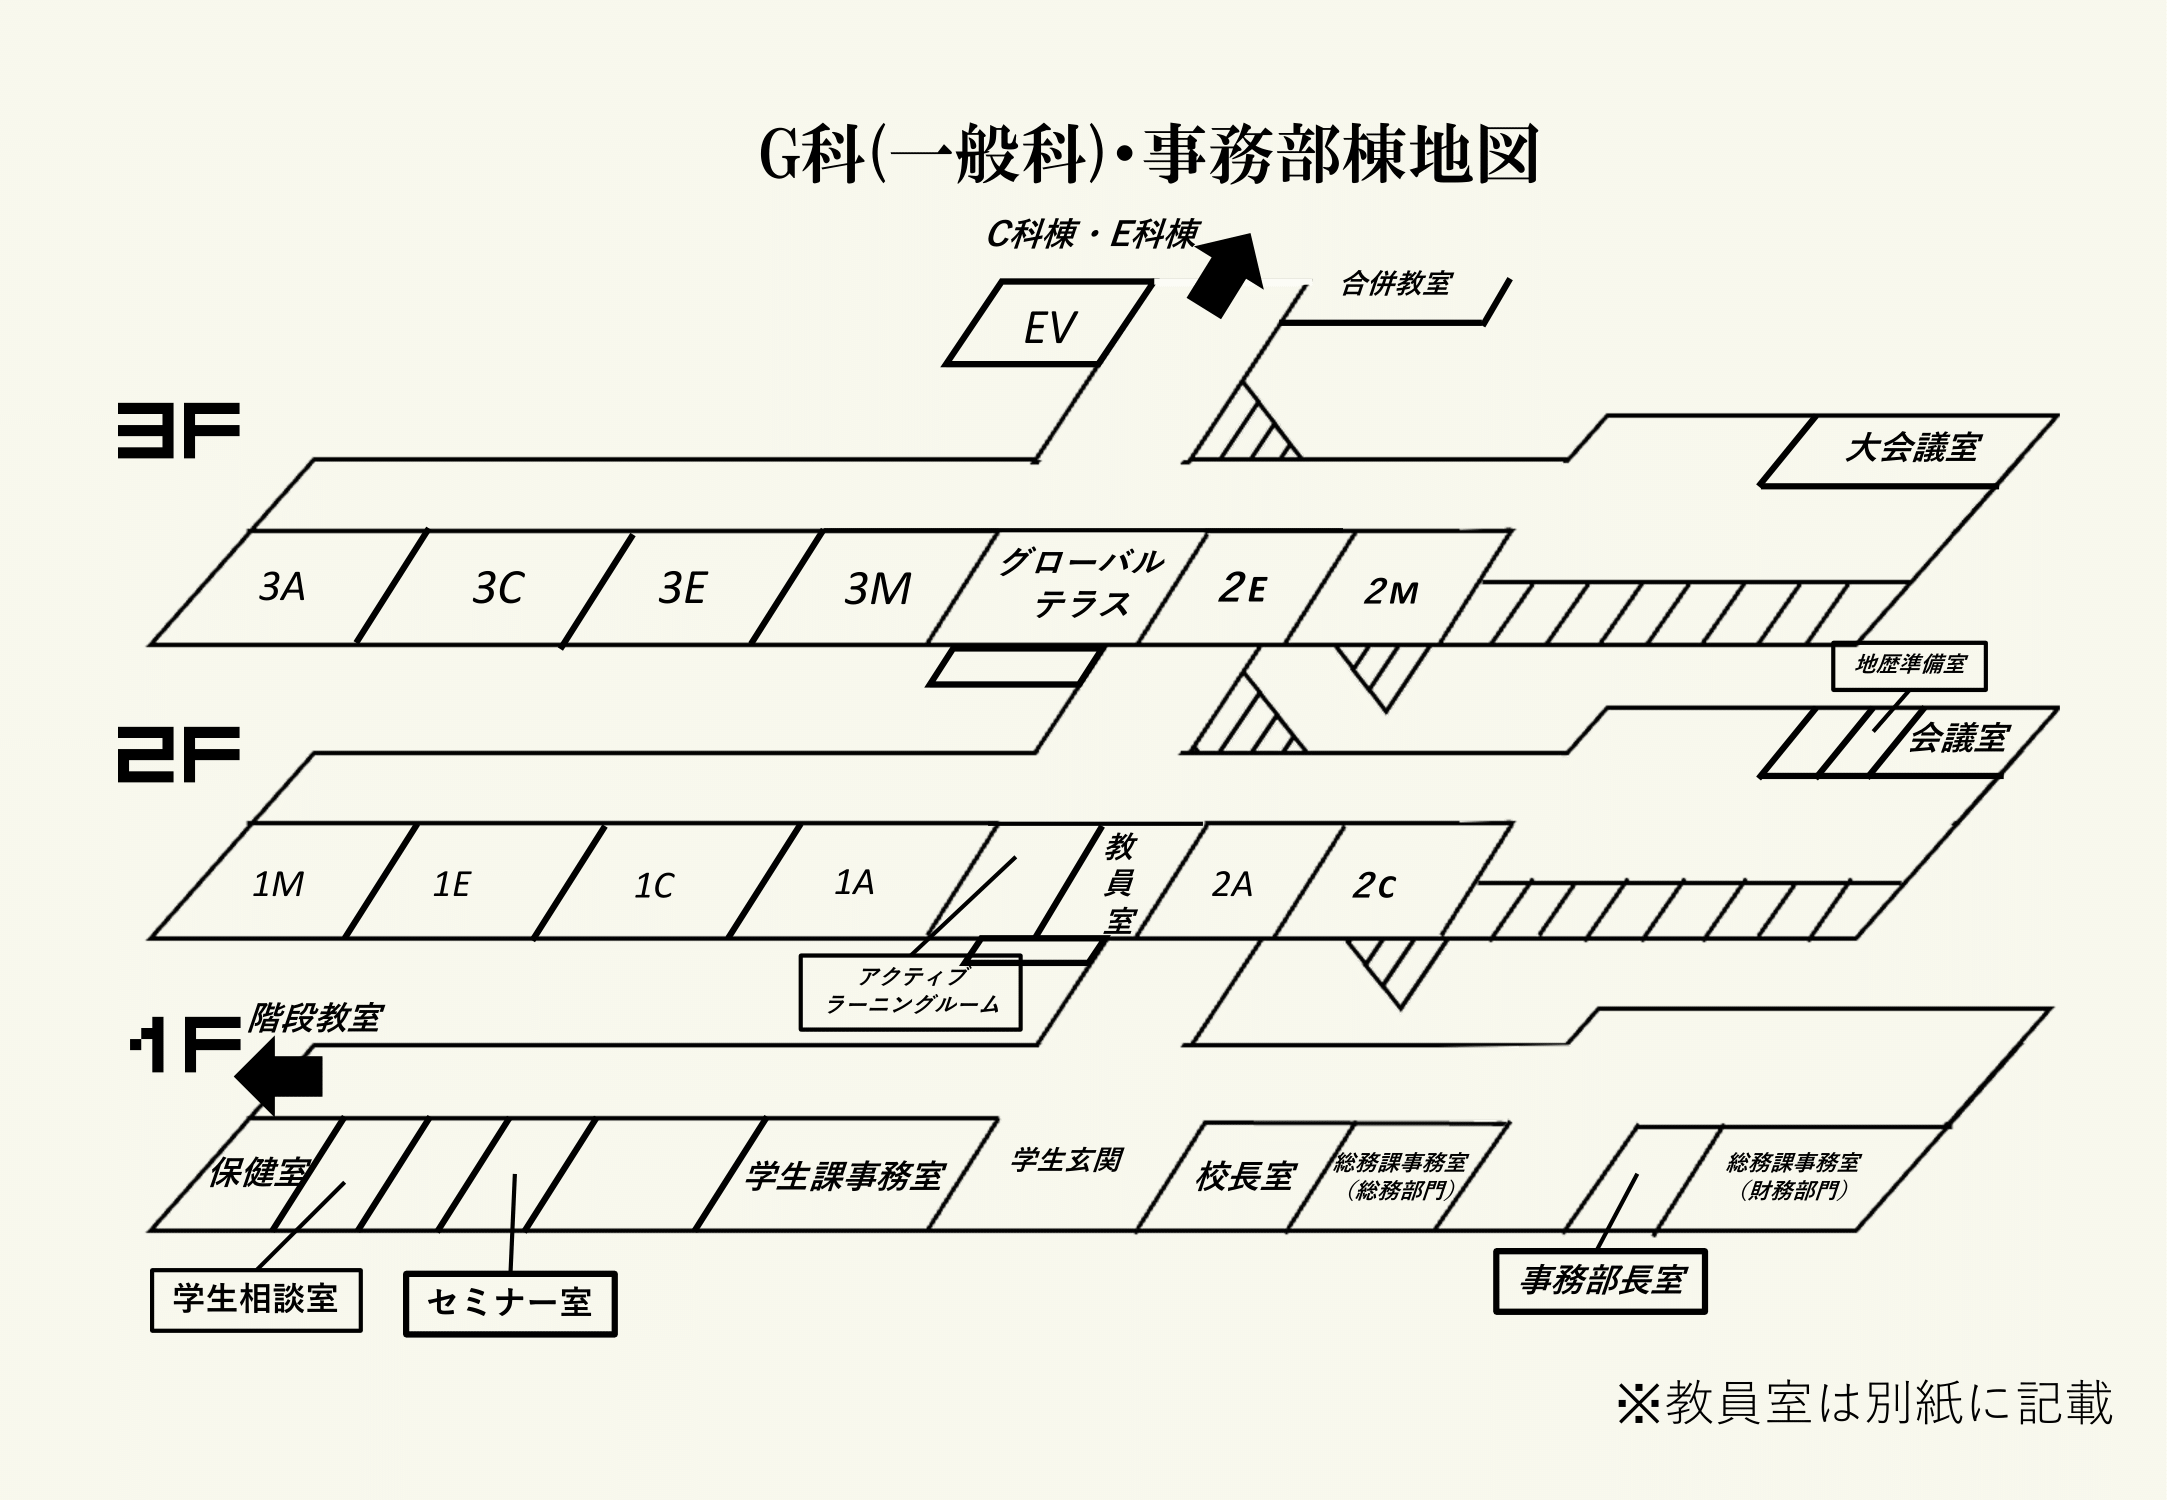 G科(一般科)・事務部棟地図
C科棟・E科棟
合併教室
EV
3F
大会議室
3A
3C
3E
3M
グローバル
テラス
2E
2M
地歴準備室
2F
会議室
1M
1E
1C
1A
教
員
室
2A
2C
アクティブ
ラーニングルーム
1F
階段教室
保健室
学生課事務室
学生玄関
校長室
総務課事務室
(総務部門)
総務課事務室
(財務部門)
学生相談室
セミナー室
事務部長室
※教員室は別紙に記載